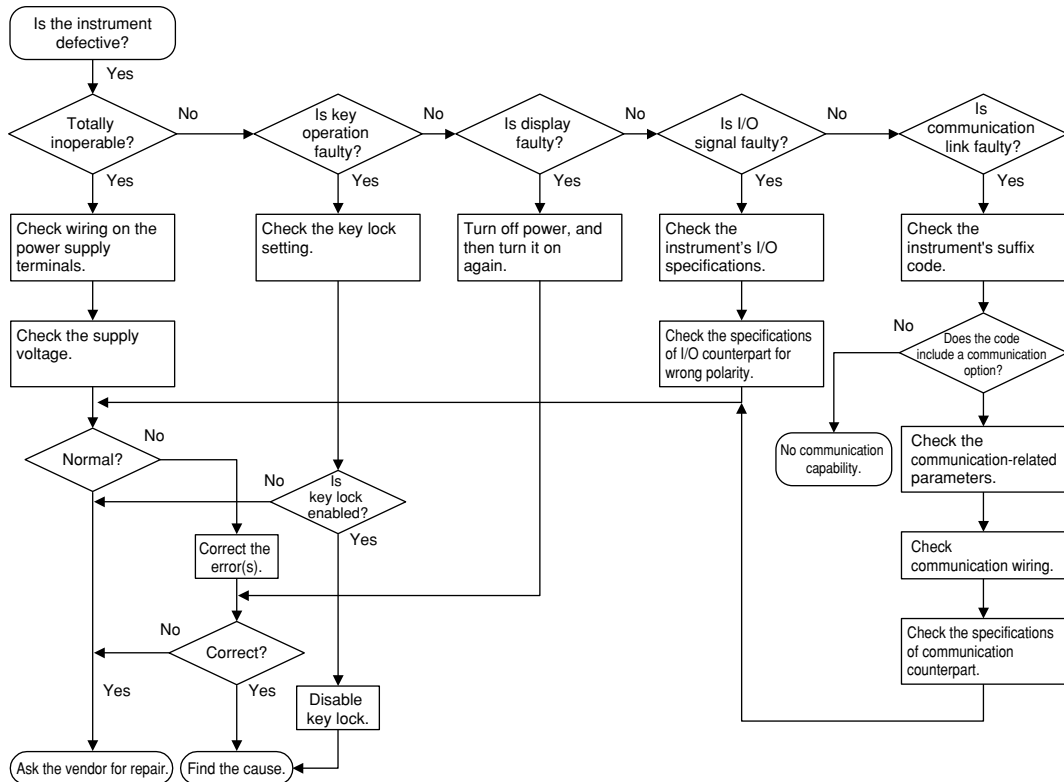 Is the instrument
defective?
Yes
Totally
inoperable?
No
Yes
Is key
operation
faulty?
No
Yes
Is display
faulty?
No
Yes
Is I/O
signal faulty?
No
Yes
Is
communication
link faulty?
Yes
Check wiring on the
power supply
terminals.
Check the key lock
setting.
Turn off power, and
then turn it on
again.
Check the
instrument's I/O
specifications.
Check the
instrument's suffix
code.
Check the supply
voltage.
Check the specifications
of I/O counterpart for
wrong polarity.
No
Does the code
include a communication
option?
No communication
capability.
Yes
Check the
communication-related
parameters.
Normal?
No
No
Is
key lock
enabled?
Yes
Correct the
error(s).
Check
communication wiring.
No
Correct?
Yes
Yes
Disable
key lock.
Check the specifications
of communication
counterpart.
Ask the vendor for repair.
Find the cause.